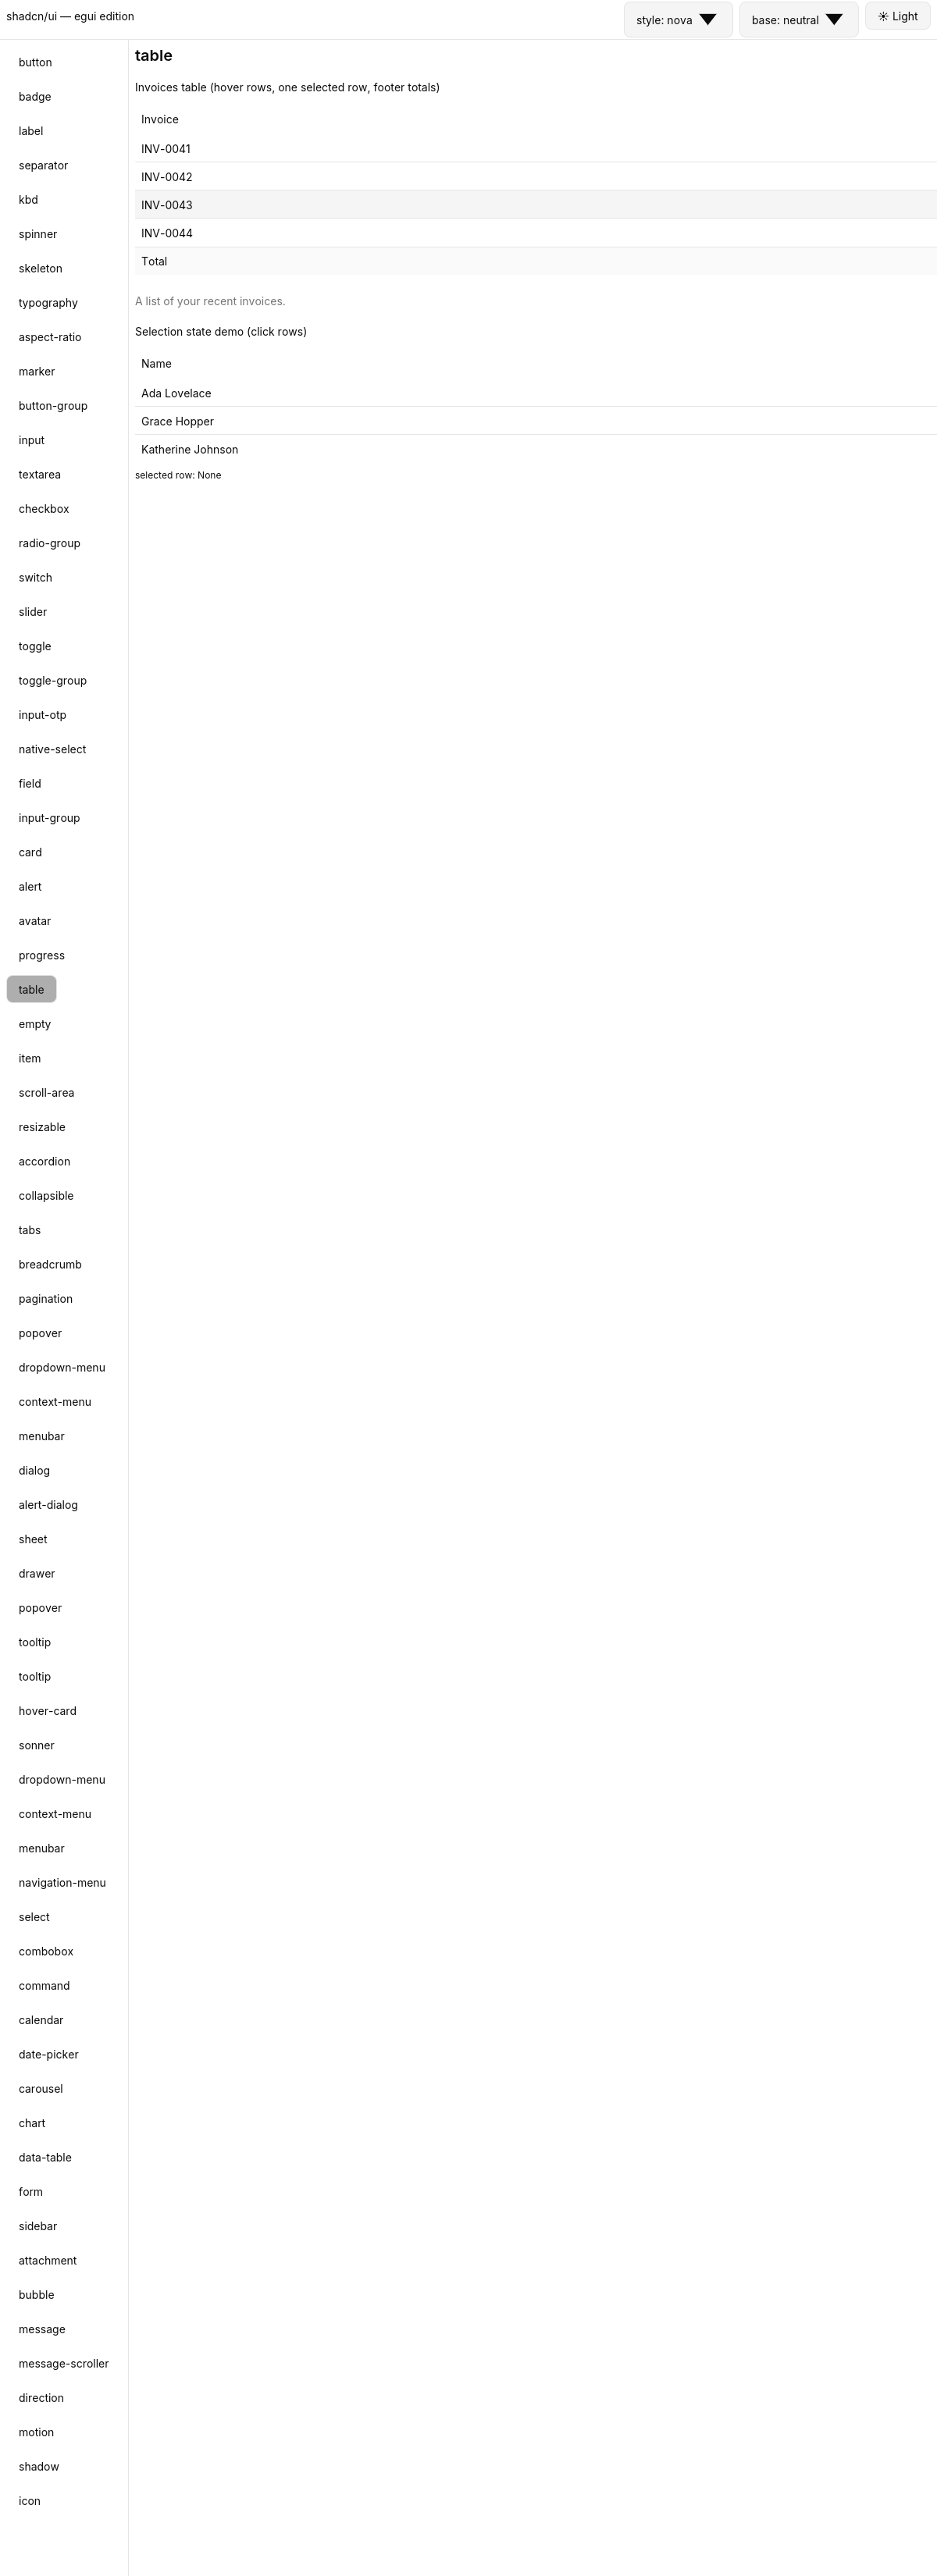 shadcn/ui — egui edition
style: nova
base: neutral
☀ Light
button
badge
label
separator
kbd
spinner
skeleton
typography
aspect-ratio
marker
button-group
input
textarea
checkbox
radio-group
switch
slider
toggle
toggle-group
input-otp
native-select
field
input-group
card
alert
avatar
progress
table
empty
item
scroll-area
resizable
accordion
collapsible
tabs
breadcrumb
pagination
popover
dropdown-menu
context-menu
menubar
dialog
alert-dialog
sheet
drawer
popover
tooltip
tooltip
hover-card
sonner
dropdown-menu
context-menu
menubar
navigation-menu
select
combobox
command
calendar
date-picker
carousel
chart
data-table
form
sidebar
attachment
bubble
message
message-scroller
direction
motion
shadow
icon
table
Invoices table (hover rows, one selected row, footer totals)
Invoice
INV-0041
INV-0042
INV-0043
INV-0044
Total
A list of your recent invoices.
Selection state demo (click rows)
Name
Ada Lovelace
Grace Hopper
Katherine Johnson
selected row: None